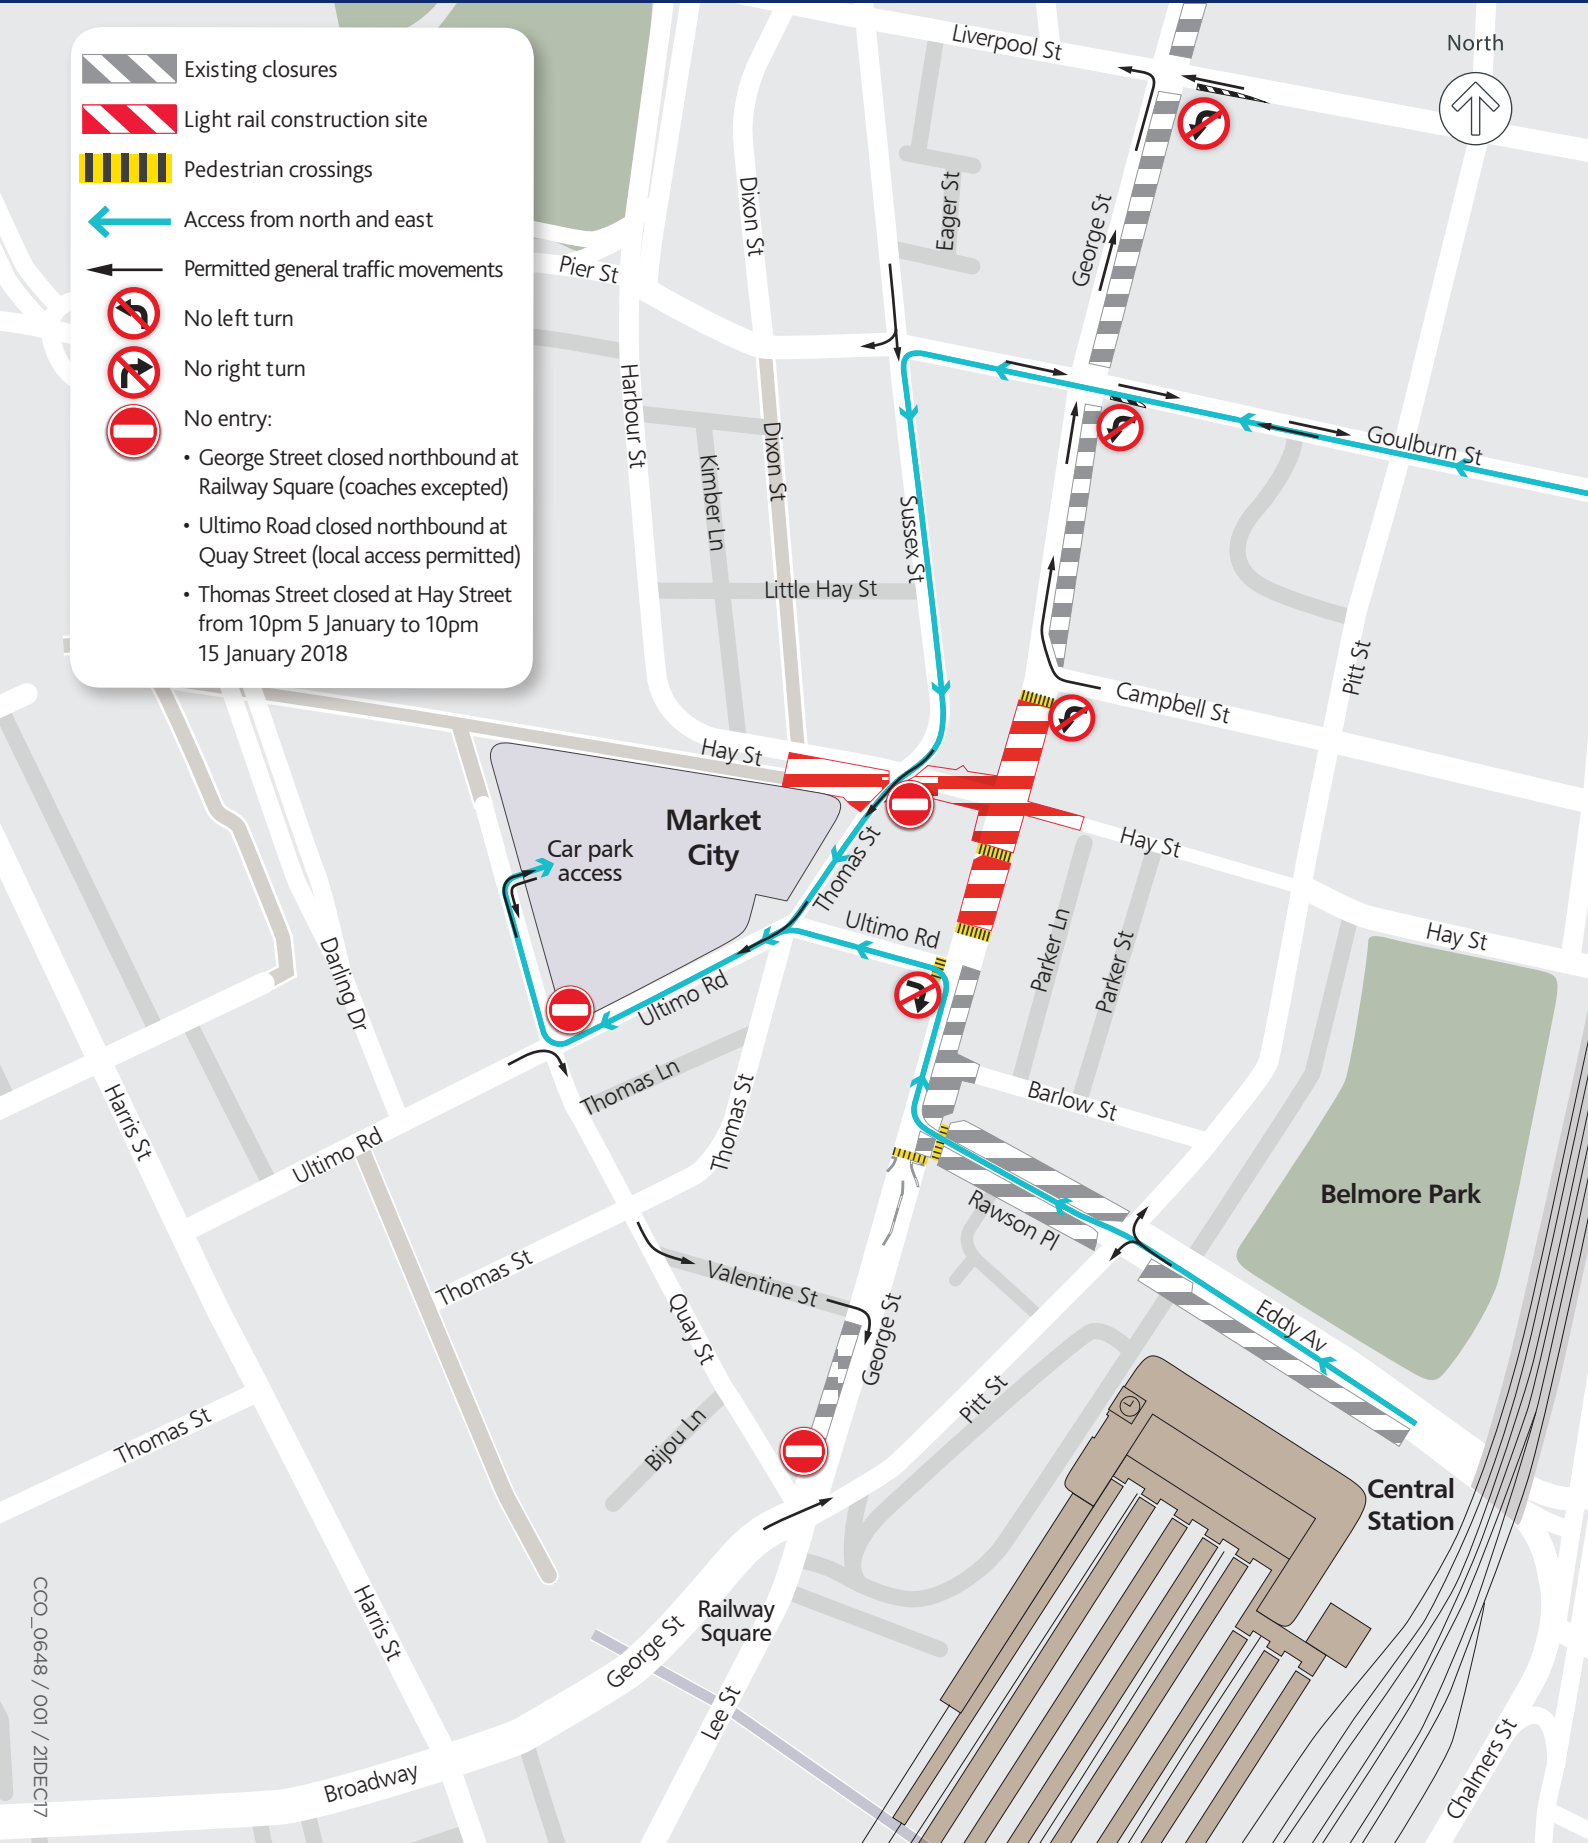 Existing closures
Light rail construction site
Pedestrian crossings
Access from north and east
Permitted general traffic movements
No left turn
No right turn
No entry:
• George Street closed northbound at
Railway Square (coaches excepted)
• Ultimo Road closed northbound at
Quay Street (local access permitted)
• Thomas Street closed at Hay Street
from 10pm 5 January to 10pm
15 January 2018
North
Liverpool St
Dixon St
Eager St
George St
Pier St
Harbour St
Dixon St
Kimber Ln
Sussex St
Goulburn St
Little Hay St
Pitt St
Campbell St
Hay St
Market
City
Car park
access
Thomas St
Hay St
Ultimo Rd
Parker Ln
Parker St
Hay St
Darling Dr
Ultimo Rd
Thomas Ln
Thomas St
Barlow St
Harris St
Ultimo Rd
Belmore Park
Rawson Pl
Thomas St
Valentine St
Quay St
George St
Eddy Av
Pitt St
Thomas St
Bijou Ln
Central
Station
Harris St
Railway
Square
George St
Lee St
Broadway
Chalmers St
CCO_0648 / 001 / 21DEC17